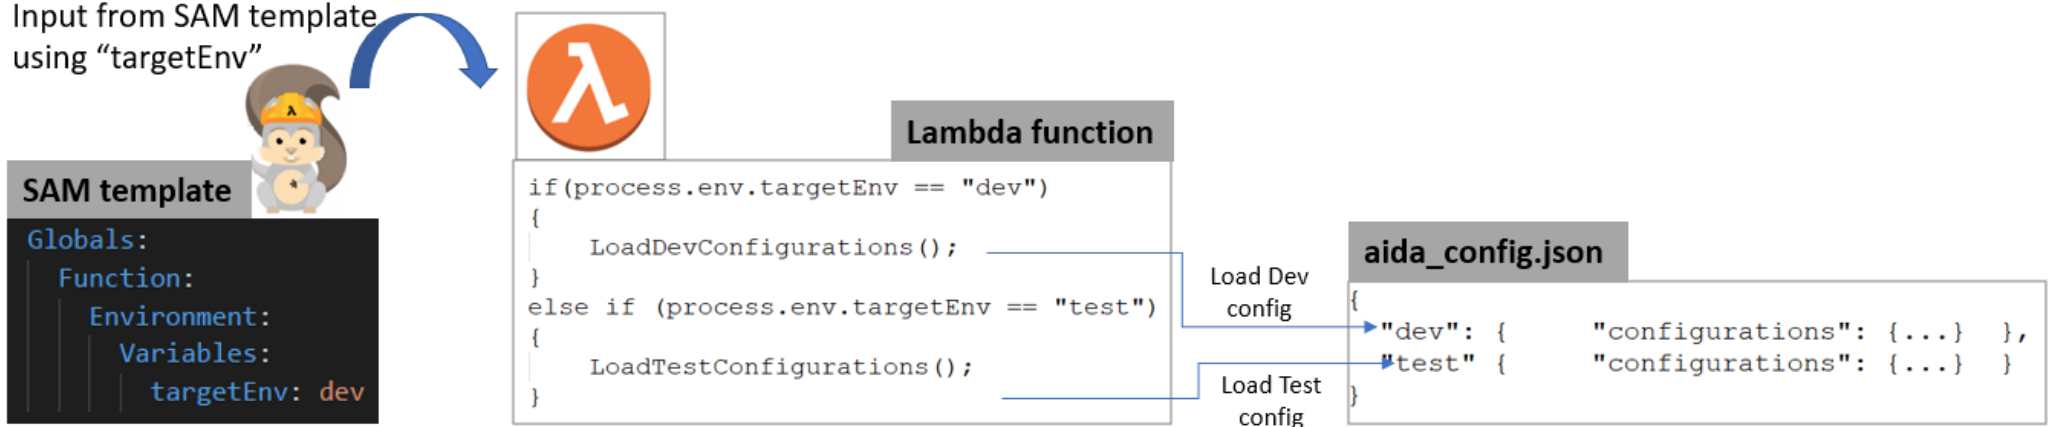 Input from SAM template
using “targetEnv”
SAM template
Globals:
Function:
Environment:
Variables:
targetEnv: dev
Lambda function
if(process.env.targetEnv == "dev")
{
LoadDevConfigurations();
}
else if (process.env.targetEnv == "test")
{
LoadTestConfigurations();
}
Load Dev
config
Load Test
config
aida_config.json
{
"dev": { "configurations": {...} },
"test" { "configurations": {...} }
}